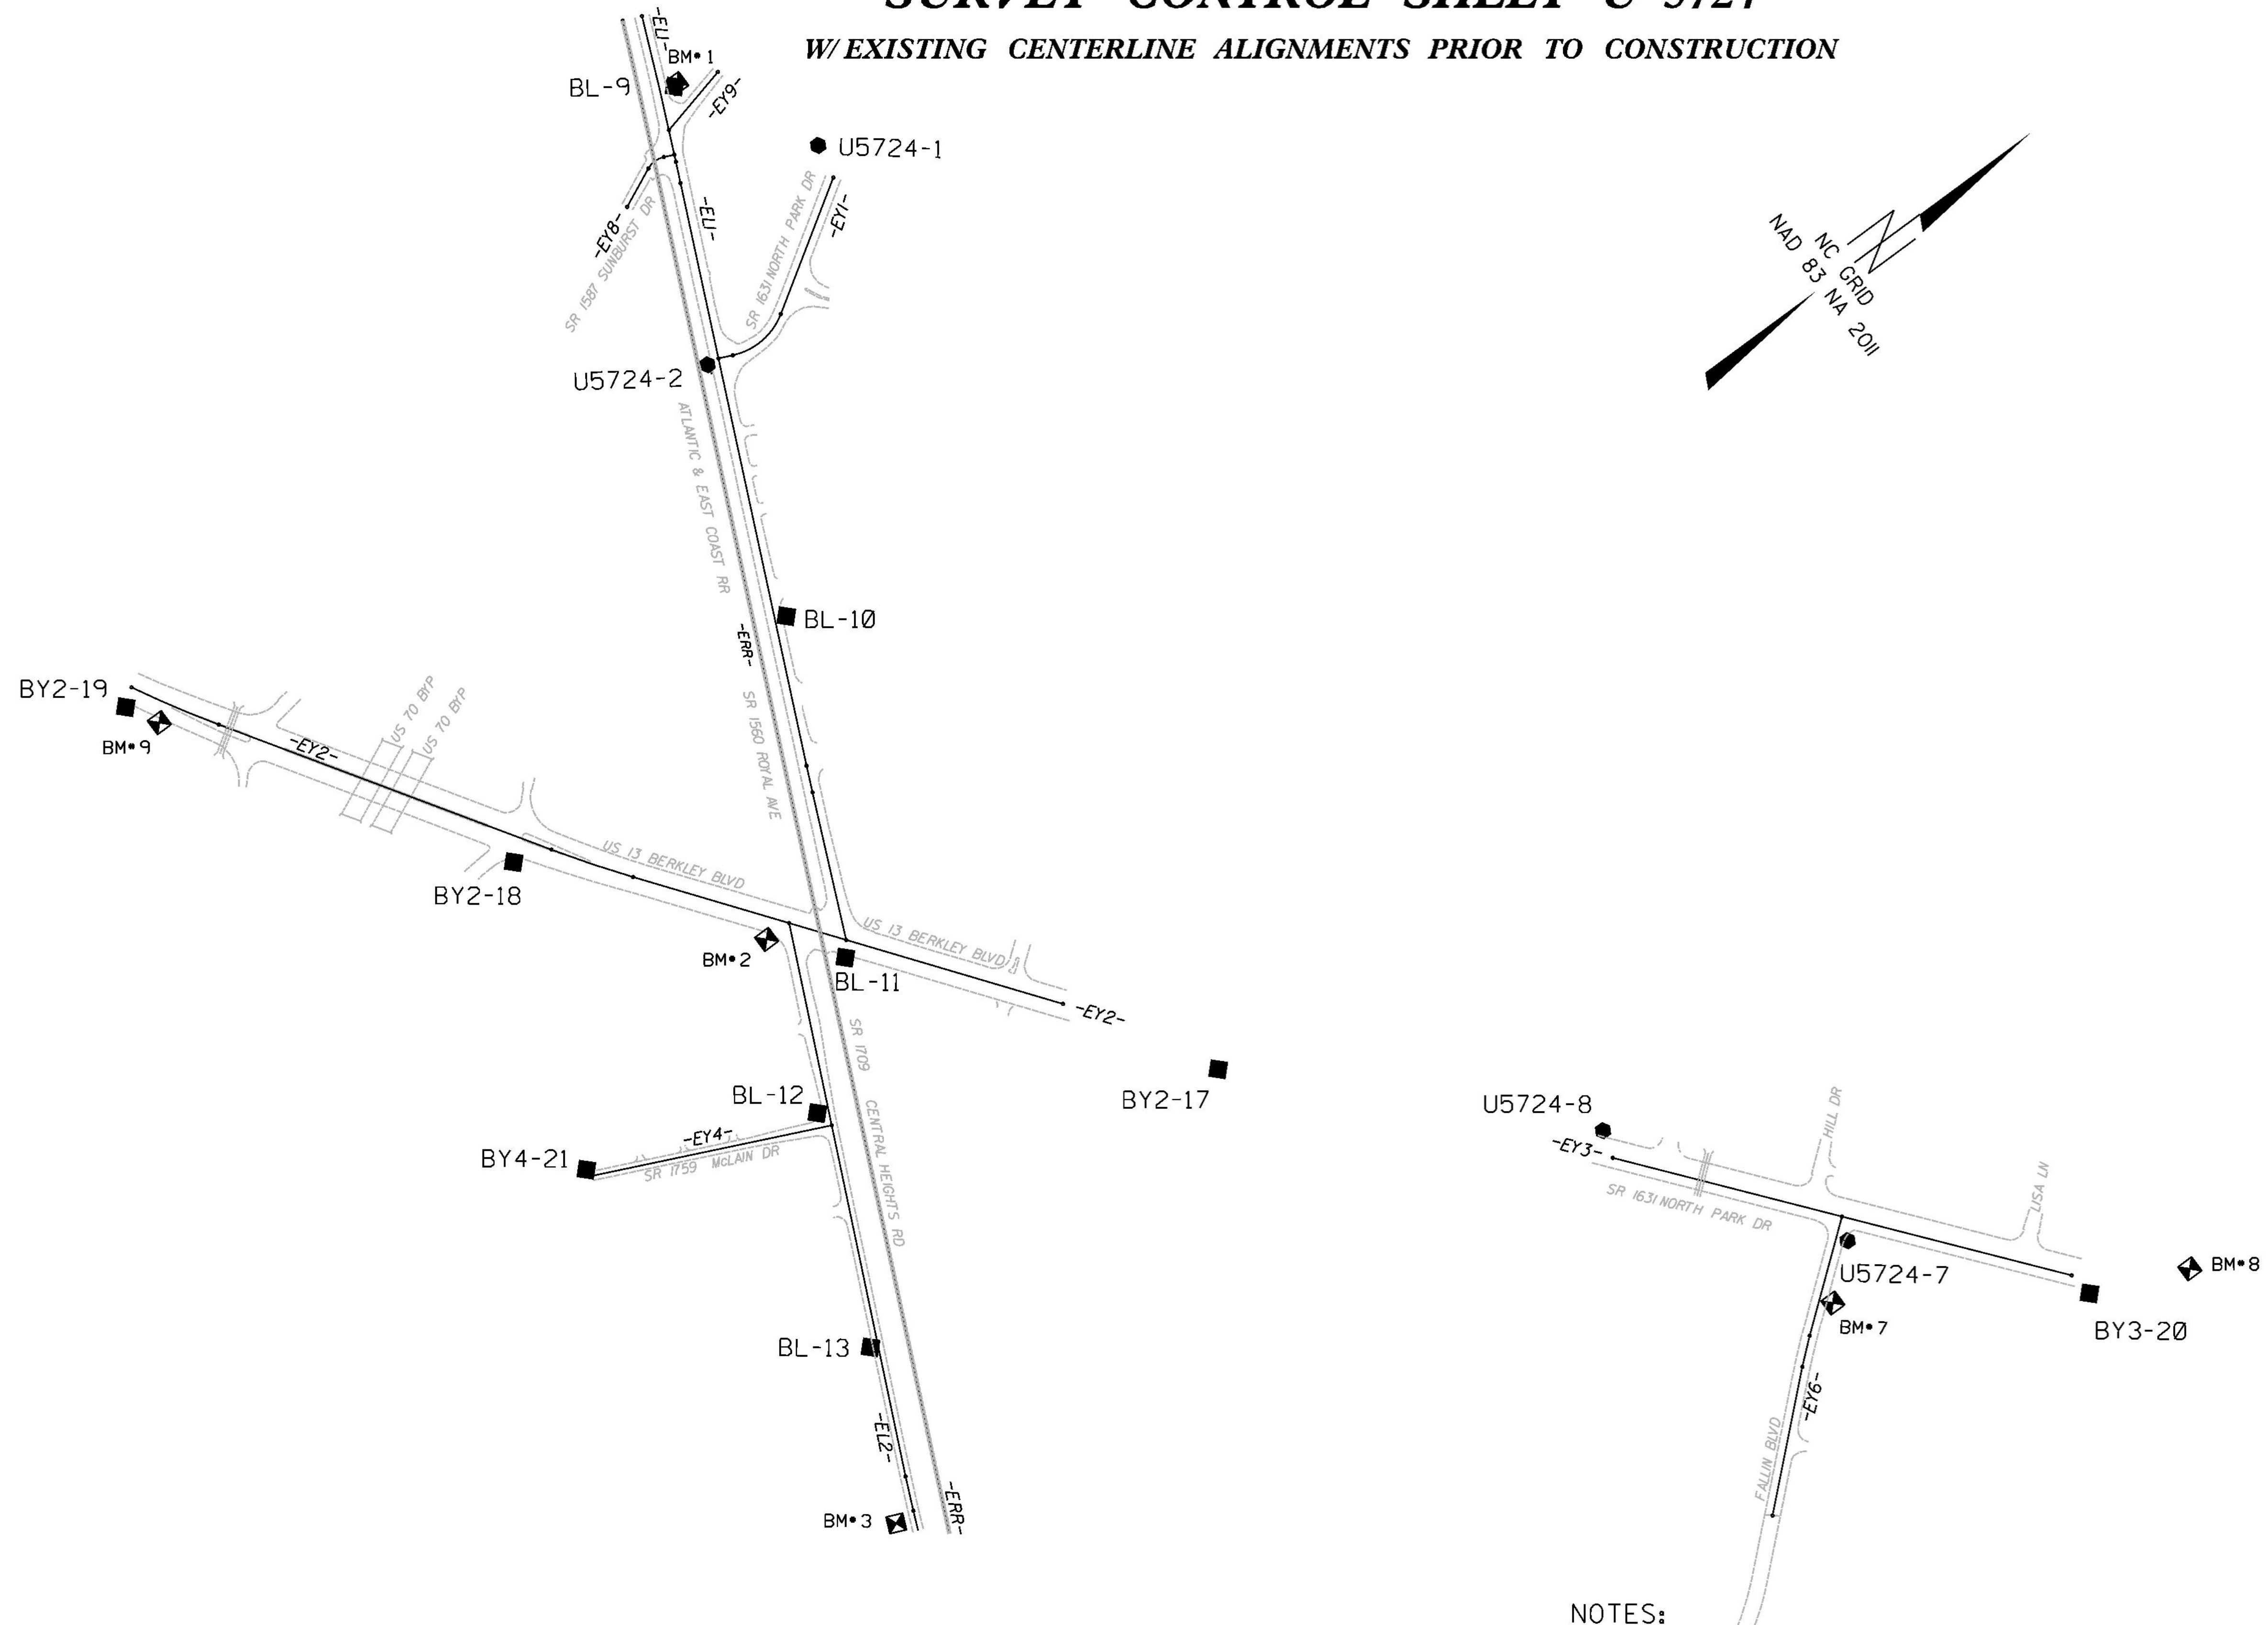 SURVEY CONTROL SHEET U-5724
W/ EXISTING CENTERLINE ALIGNMENTS PRIOR TO CONSTRUCTION
-EL1-
BM•1
BL-9
-EY9-
U5724-1
-EY8-
SR 1587 SUNBURST DR
-EL1-
SR 1631 NORTH PARK DR
-EY1-
NC GRID
NAD 83 NA 2011
U5724-2
ATLANTIC & EAST COAST RR
BL-10
-ERR-
BY2-19
BM•9
-EY2-
US 70 BYP
US 70 BYP
SR 1560 ROYAL AVE
US 13 BERKLEY BLVD
BY2-18
BM•2
US 13 BERKLEY BLVD
BL-11
-EY2-
SR 1709 CENTRAL HEIGHTS RD
BY2-17
BL-12
-EY4-
BY4-21
SR 1759 McLAIN DR
U5724-8
-EY3-
HILL DR
LISA LN
SR 1631 NORTH PARK DR
U5724-7
BM•8
BM•7
BY3-20
BL-13
-EY6-
FALLIN BLVD
-EL2-
-ERR-
BM•3
NOTES: